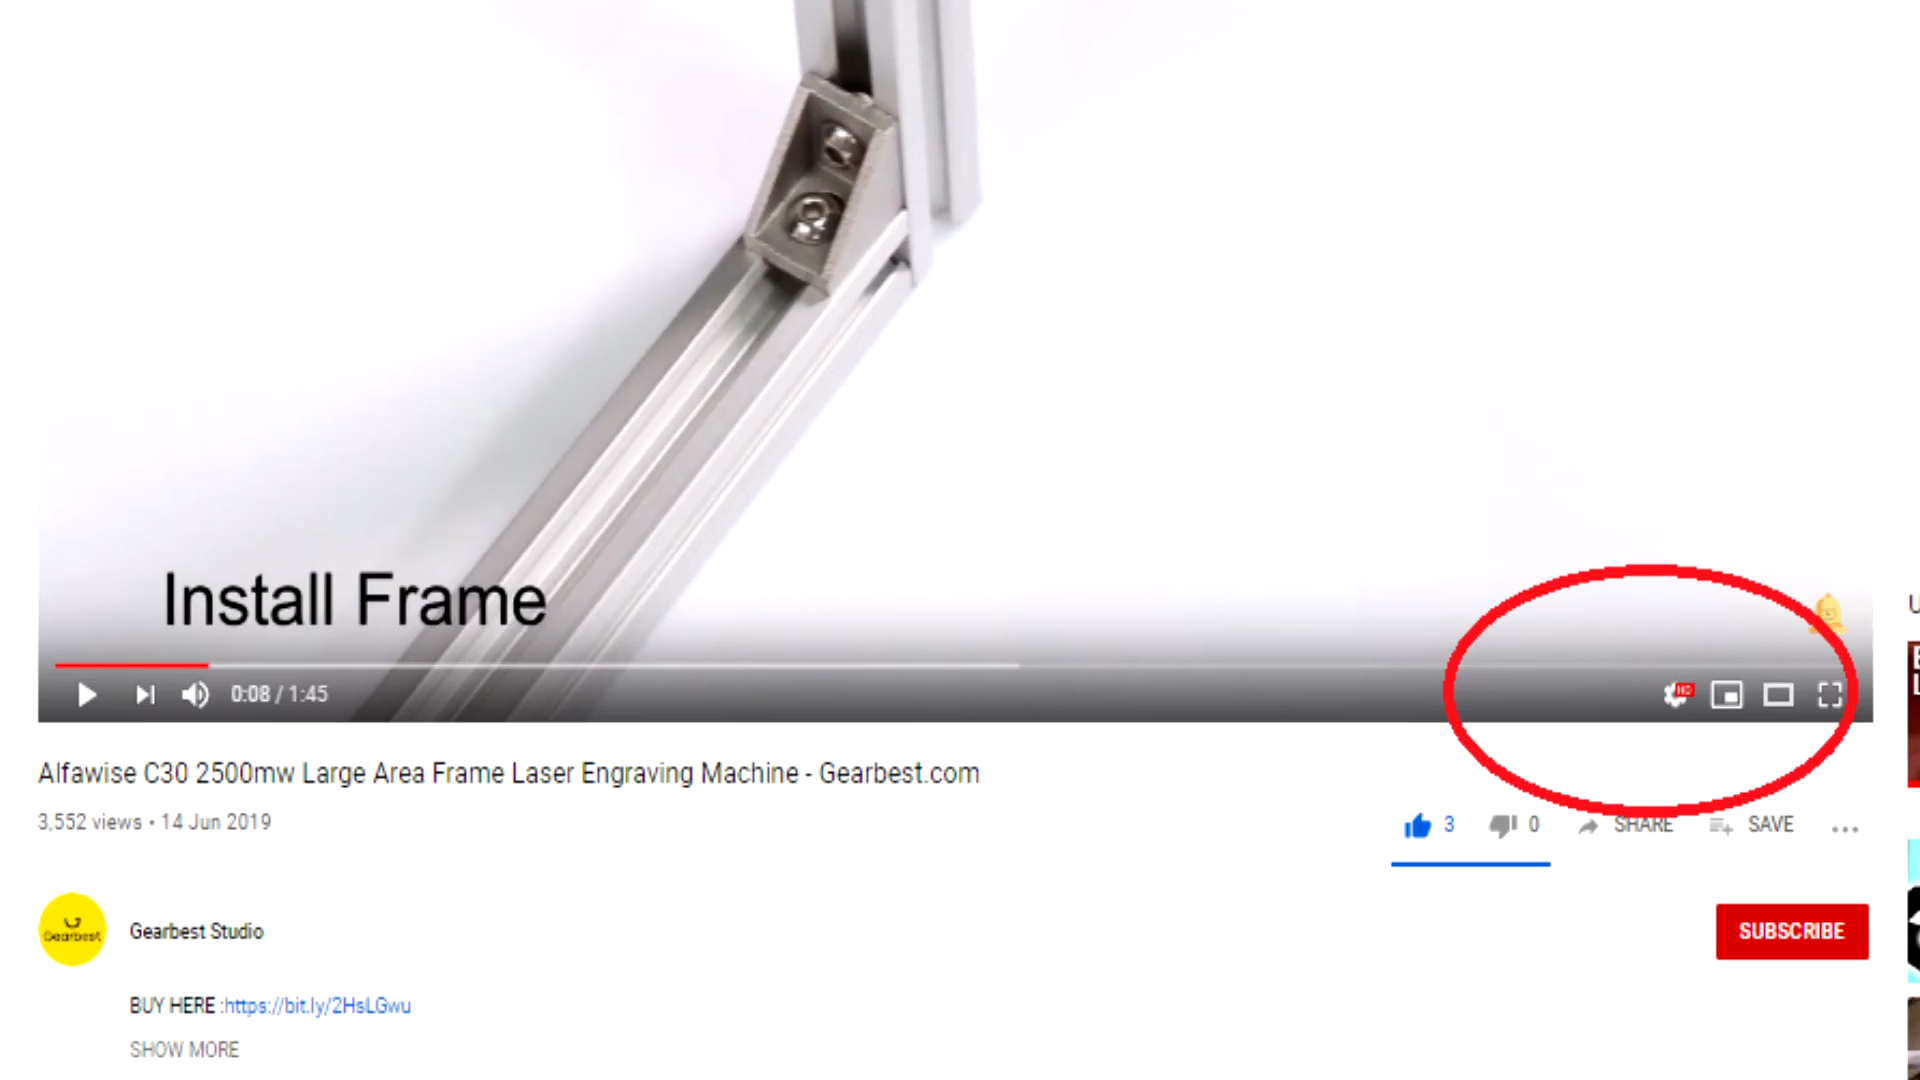 Install Frame
0:08 / 1:45
HD
Alfawise C30 2500mw Large Area Frame Laser Engraving Machine - Gearbest.com
3,552 views • 14 Jun 2019
3 0 SHARE SAVE ...
Gearbest
Gearbest Studio
SUBSCRIBE
BUY HERE :https://bit.ly/2HsLGwu
SHOW MORE